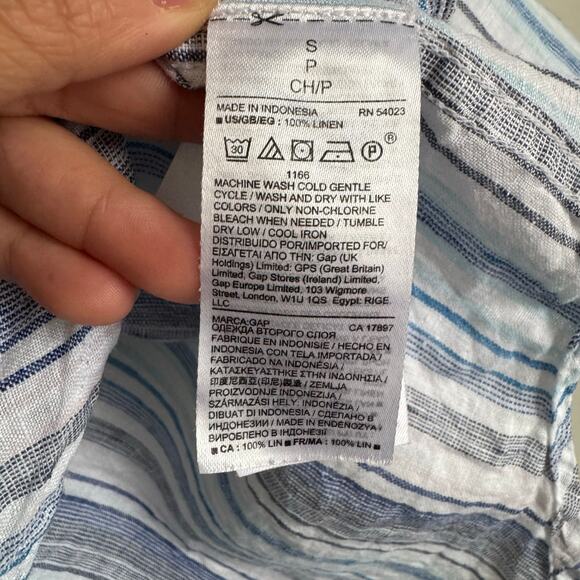 S
P
CH/P
MADE IN INDONESIA RN 54023
■ US/GB/EG : 100% LINEN
30 P ®
1166
MACHINE WASH COLD GENTLE
CYCLE / WASH AND DRY WITH LIKE
COLORS / ONLY NON-CHLORINE
BLEACH WHEN NEEDED / TUMBLE
DRY LOW / COOL IRON
DISTRIBUIDO POR/IMPORTED FOR/
ΕΙΣΑΓΕΤΑΙ ΑΠΟ ΤΗΝ: Gap (UK
Holdings) Limited: GPS (Great Britain)
Limited, Gap Stores (Ireland) Limited,
Gap Europe Limited, 103 Wigmore
Street, London, W1U 1QS. Egypt: RIGE
LLC
MARCA:GAP CA 17897
ОДЕЖДА ВТОРОГО СЛОЯ
FABRIQUE EN INDONISIE / HECHO EN
INDONESIA CON TELA IMPORTADA /
FABRICADO NA INDONÉSIA /
ΚΑΤΑΣΚΕΥΑΣΤΗΚΕ ΣΤΗΝ ΙΝΔΟΝΗΣΙΑ /
印度尼西亚(印尼)製造 / ZEMLJA
PROIZVODNJE INDONEZIJA /
SZÁRMAZÁSI HELY: INDONÉZIA /
DIBUAT DI INDONESIA / СДЕЛАНО В
ИНДОНЕЗИИ / MADE IN ENDENOZYA /
ВИРОБЛЕНО В ІНДОНЕЗІЇ
■ CA : 100% LIN ■ FR/MA : 100% LIN